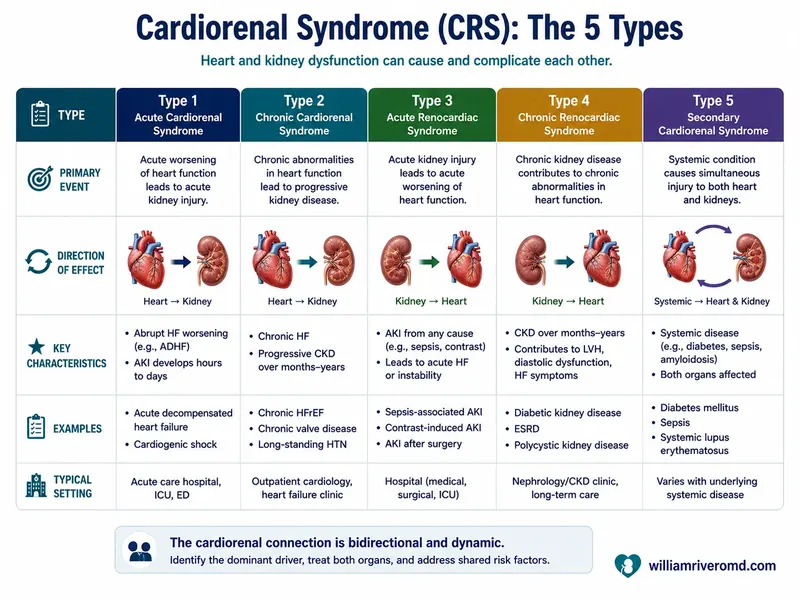 Cardiorenal Syndrome (CRS): The 5 Types
Heart and kidney dysfunction can cause and complicate each other.
TYPE
Type 1
Acute Cardiorenal
Syndrome
Type 2
Chronic Cardiorenal
Syndrome
Type 3
Acute Renocardiac
Syndrome
Type 4
Chronic Renocardiac
Syndrome
Type 5
Secondary
Cardiorenal Syndrome
PRIMARY
EVENT
Acute worsening
of heart function
leads to acute
kidney injury.
Chronic abnormalities
in heart function
lead to progressive
kidney disease.
Acute kidney injury
leads to acute
worsening of
heart function.
Chronic kidney disease
contributes to chronic
abnormalities in
heart function.
Systemic condition
causes simultaneous
injury to both heart
and kidneys.
DIRECTION
OF EFFECT
Heart → Kidney
Heart → Kidney
Kidney → Heart
Kidney → Heart
Systemic → Heart & Kidney
KEY
CHARACTERISTICS
• Abrupt HF worsening
(e.g., ADHF)
• AKI develops hours
to days
• Chronic HF
• Progressive CKD
over months–years
• AKI from any cause
(e.g., sepsis, contrast)
• Leads to acute HF
or instability
• CKD over months–years
• Contributes to LVH,
diastolic dysfunction,
HF symptoms
• Systemic disease
(e.g., diabetes, sepsis,
amyloidosis)
• Both organs affected
EXAMPLES
• Acute decompensated
heart failure
• Cardiogenic shock
• Chronic HFrEF
• Chronic valve disease
• Long-standing HTN
• Sepsis-associated AKI
• Contrast-induced AKI
• AKI after surgery
• Diabetic kidney disease
• ESRD
• Polycystic kidney disease
• Diabetes mellitus
• Sepsis
• Systemic lupus
erythematosus
TYPICAL
SETTING
Acute care hospital,
ICU, ED
Outpatient cardiology,
heart failure clinic
Hospital (medical,
surgical, ICU)
Nephrology/CKD clinic,
long-term care
Varies with underlying
systemic disease
The cardiorenal connection is bidirectional and dynamic.
Identify the dominant driver, treat both organs, and address shared risk factors.
williamriveromd.com